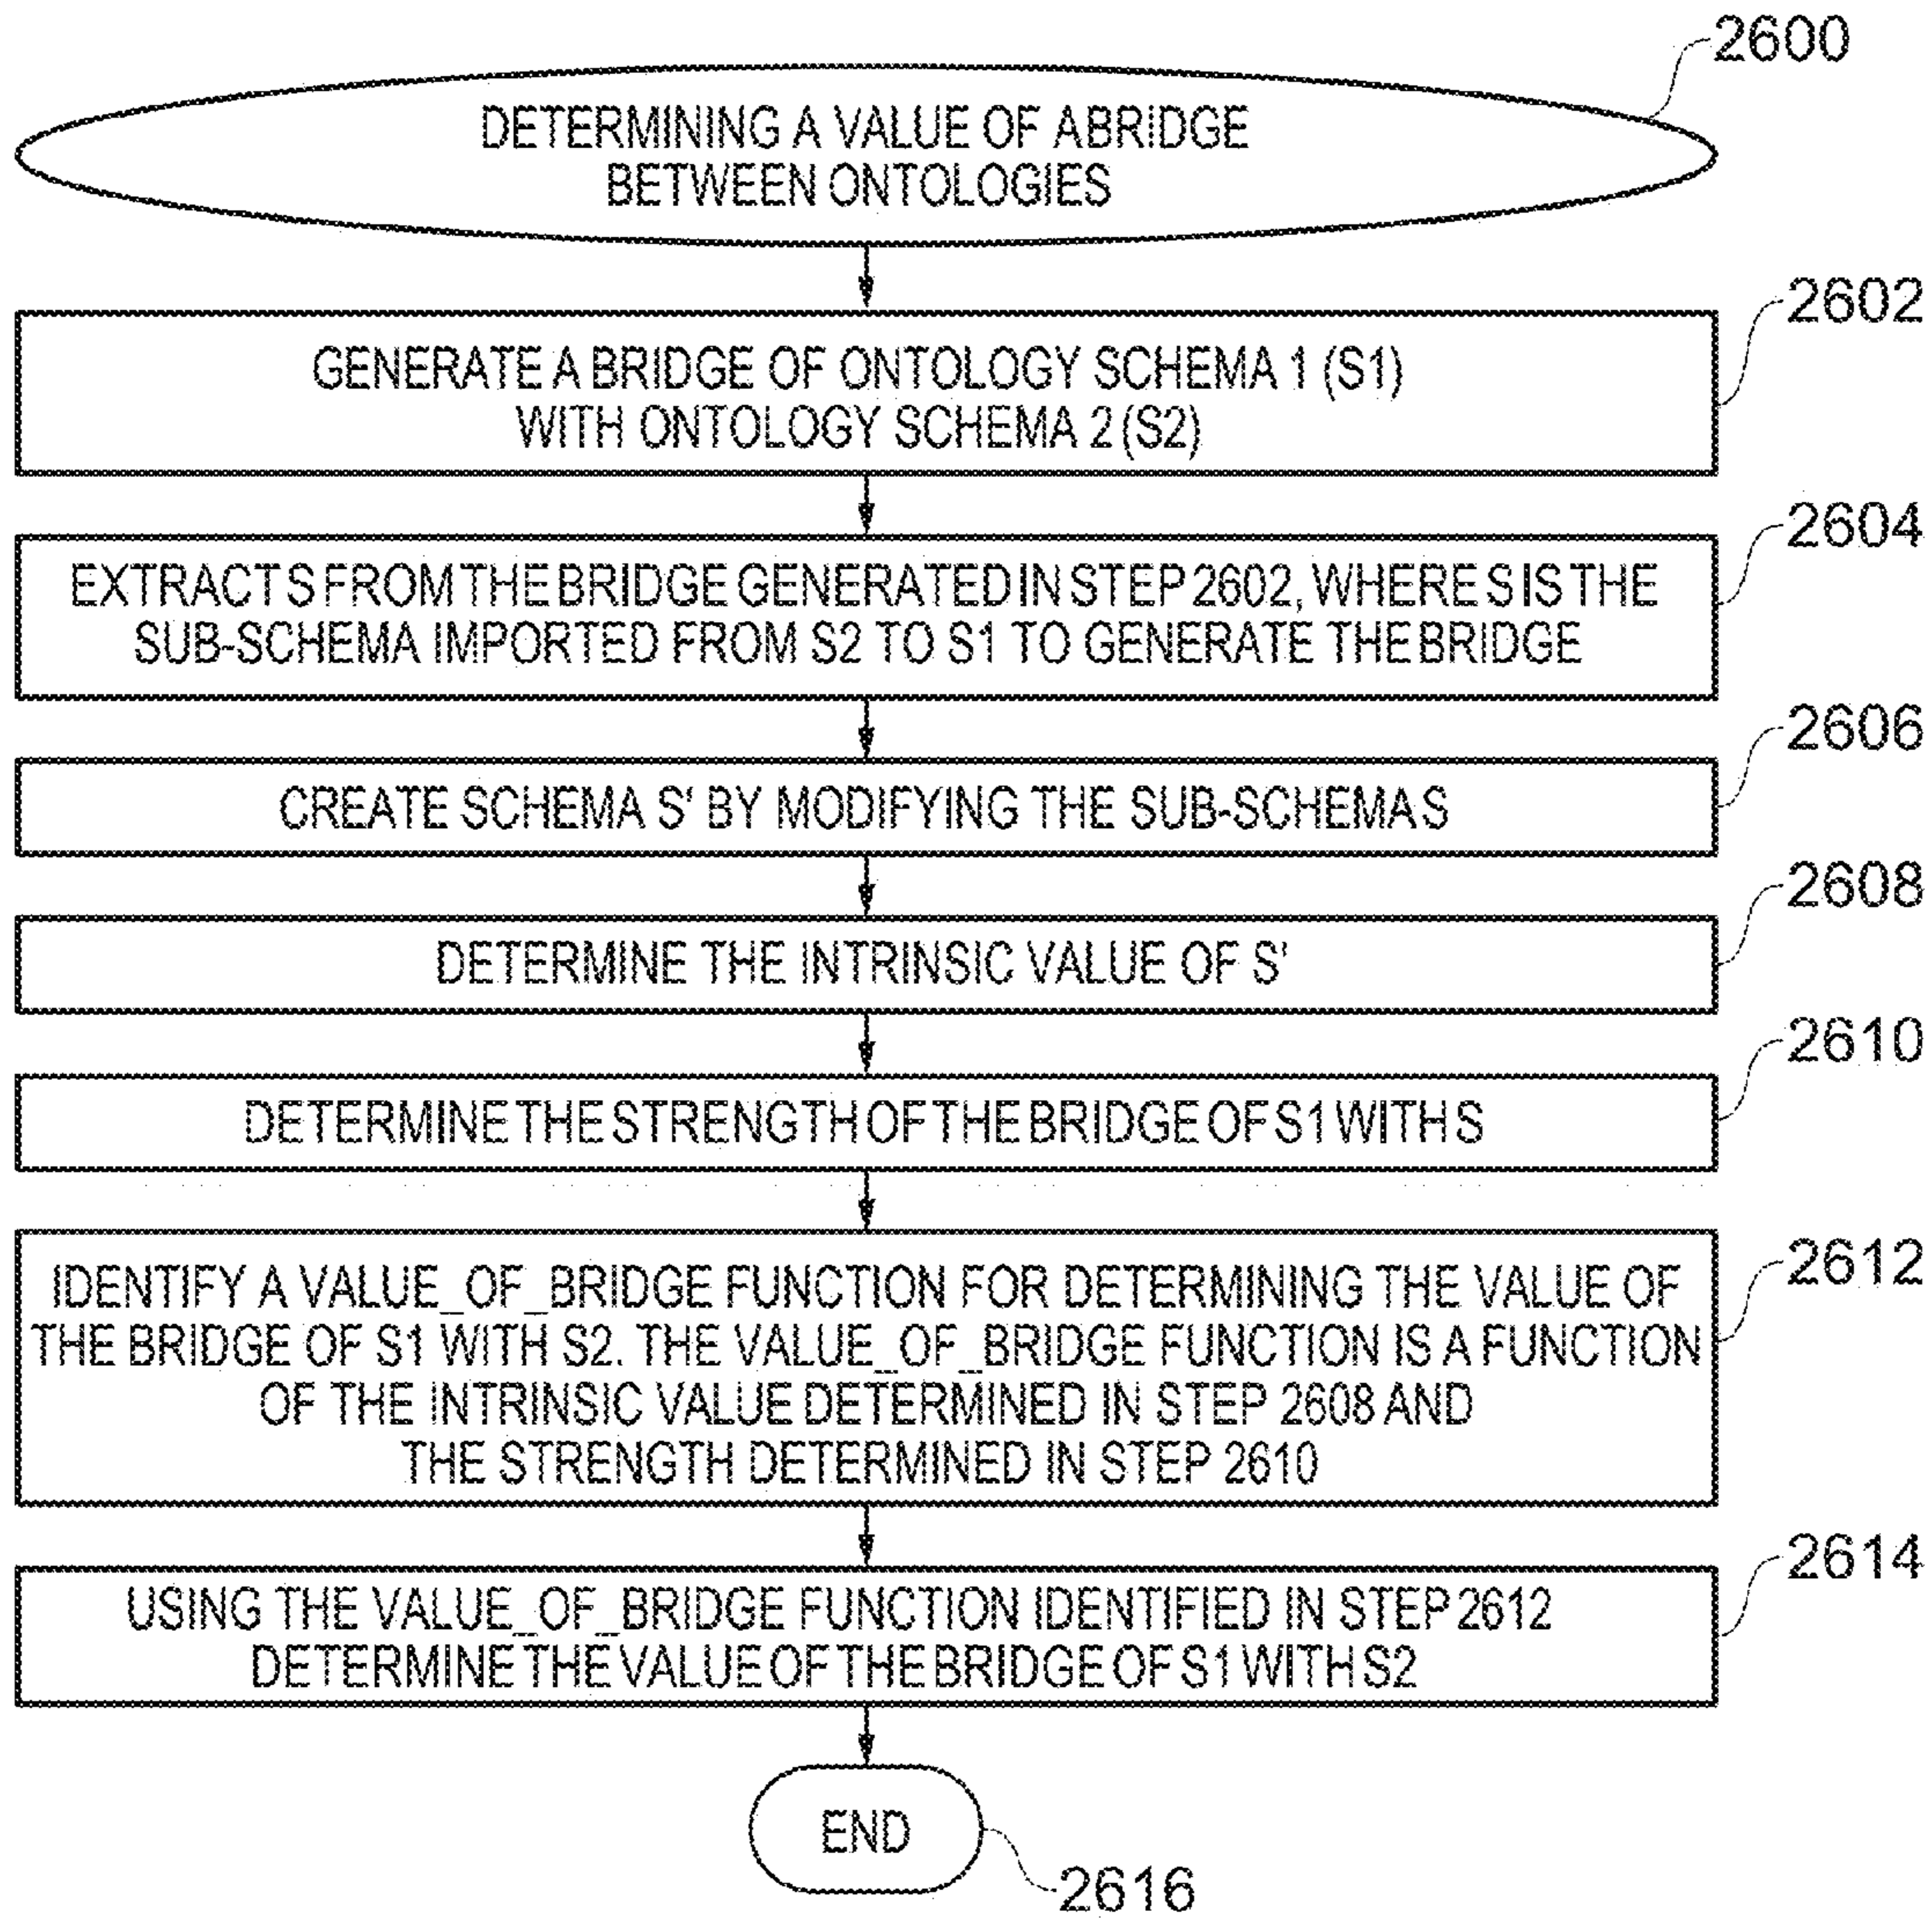 2600
DETERMINING A VALUE OF ABRIDGE
BETWEEN ONTOLOGIES
2602
GENERATE A BRIDGE OF ONTOLOGY SCHEMA 1 (S1)
WITH ONTOLOGY SCHEMA 2 (S2)
2604
EXTRACT S FROM THE BRIDGE GENERATED IN STEP 2602, WHERE S IS THE
SUB-SCHEMA IMPORTED FROM S2 TO S1 TO GENERATE THE BRIDGE
2606
CREATE SCHEMA S' BY MODIFYING THE SUB-SCHEMA S
2608
DETERMINE THE INTRINSIC VALUE OF S'
2610
DETERMINE THE STRENGTH OF THE BRIDGE OF S1 WITH S
2612
IDENTIFY A VALUE_OF_BRIDGE FUNCTION FOR DETERMINING THE VALUE OF
THE BRIDGE OF S1 WITH S2. THE VALUE_OF_BRIDGE FUNCTION IS A FUNCTION
OF THE INTRINSIC VALUE DETERMINED IN STEP 2608 AND
THE STRENGTH DETERMINED IN STEP 2610
2614
USING THE VALUE_OF_BRIDGE FUNCTION IDENTIFIED IN STEP 2612
DETERMINE THE VALUE OF THE BRIDGE OF S1 WITH S2
END
2616